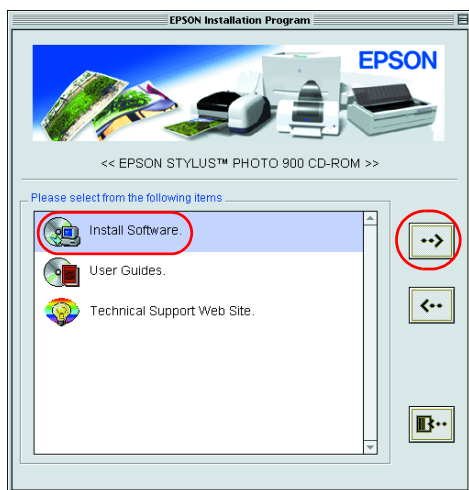 EPSON Installation Program
EPSON
<< EPSON STYLUS™ PHOTO 900 CD-ROM >>
Please select from the following items
Install Software.
User Guides.
Technical Support Web Site.